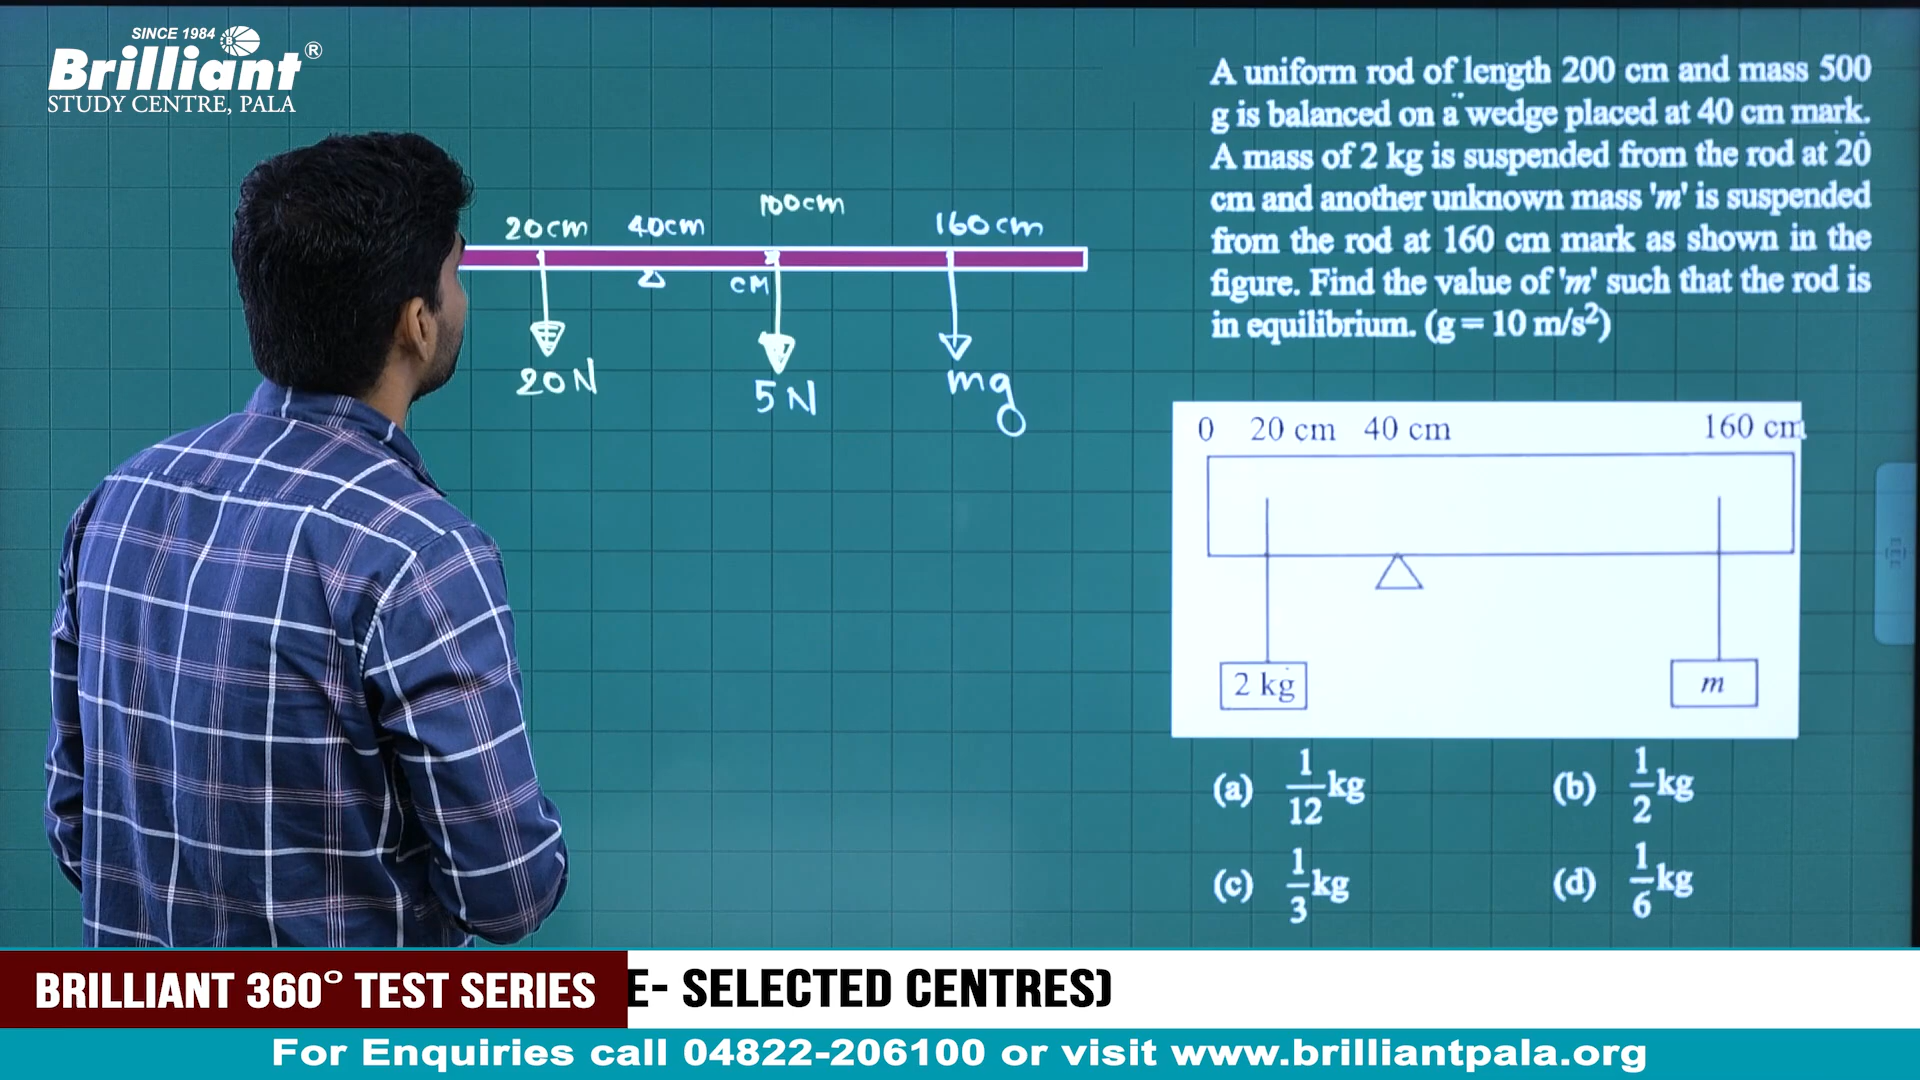 SINCE 1984
Brilliant®
STUDY CENTRE, PALA
A uniform rod of length 200 cm and mass 500
g is balanced on a wedge placed at 40 cm mark.
A mass of 2 kg is suspended from the rod at 20
cm and another unknown mass 'm' is suspended
from the rod at 160 cm mark as shown in the
figure. Find the value of 'm' such that the rod is
in equilibrium. (g = 10 m/s²)
20cm 40cm 100cm 160cm
CM
20N 5N mg
0 20 cm 40 cm 160 cm
2 kg m
(a) 1/12 kg (b) 1/2 kg
(c) 1/3 kg (d) 1/6 kg
BRILLIANT 360° TEST SERIES E- SELECTED CENTRES)
For Enquiries call 04822-206100 or visit www.brilliantpala.org